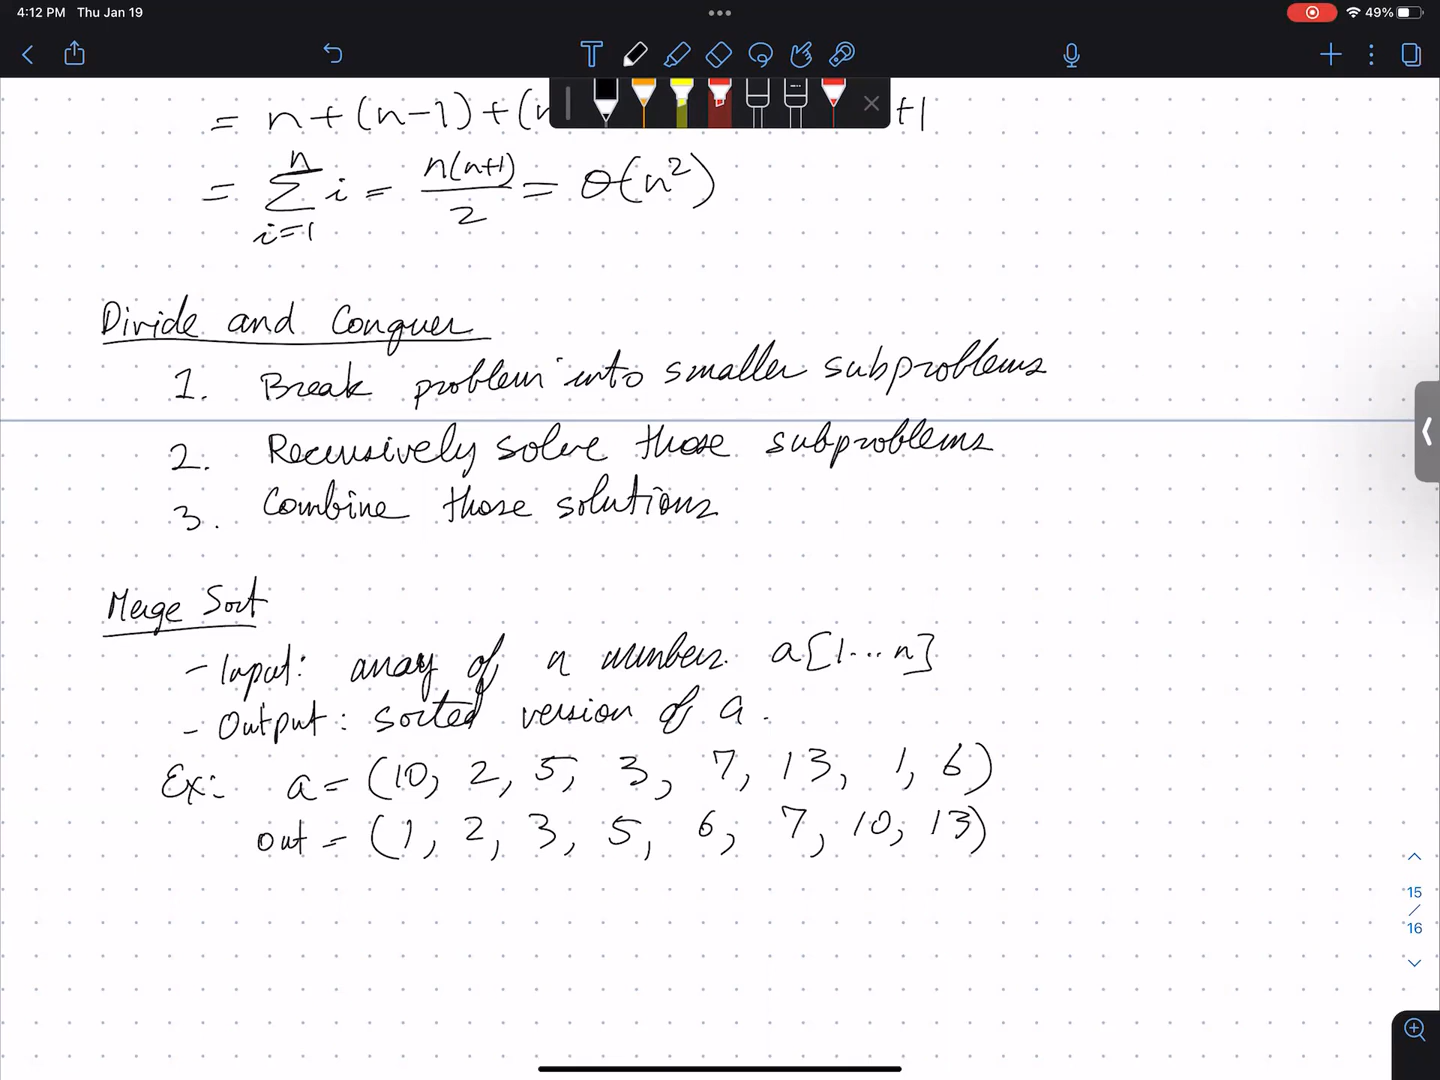 4:12 PM Thu Jan 19
49%
= n + (n-1) + (n +1
= \sum_{i=1}^{n} i = \frac{n(n+1)}{2} = Θ(n²)
Divide and Conquer
1. Break problem into smaller subproblems
2. Recursively solve those subproblems
3. Combine those solutions
Merge Sort
- Input: array of n numbers a[1...n]
- Output: sorted version of a.
Ex: a = (10, 2, 5, 3, 7, 13, 1, 6)
out = (1, 2, 3, 5, 6, 7, 10, 13)
15
/
16